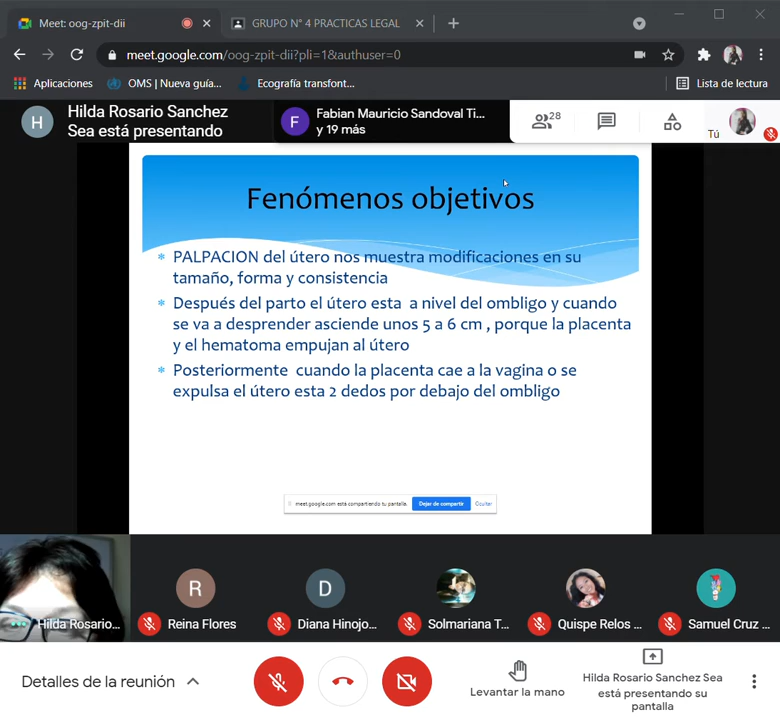 Meet: oog-zpit-dii
GRUPO N° 4 PRACTICAS LEGAL
meet.google.com/oog-zpit-dii?pli=1&authuser=0
Aplicaciones
OMS | Nueva guía...
Ecografía transfont...
Lista de lectura
H
Hilda Rosario Sanchez
Sea está presentando
F
Fabian Mauricio Sandoval Ti...
y 19 más
28
Tú
Fenómenos objetivos
* PALPACION del útero nos muestra modificaciones en su
tamaño, forma y consistencia
* Después del parto el útero esta a nivel del ombligo y cuando
se va a desprender asciende unos 5 a 6 cm , porque la placenta
y el hematoma empujan al útero
* Posteriormente cuando la placenta cae a la vagina o se
expulsa el útero esta 2 dedos por debajo del ombligo
meet.google.com está compartiendo tu pantalla.
Dejar de compartir
Ocultar
Hilda Rosario...
R
Reina Flores
D
Diana Hinojo...
Solmariana T...
Quispe Relos ...
Samuel Cruz ...
Detalles de la reunión
Levantar la mano
Hilda Rosario Sanchez Sea
está presentando su
pantalla